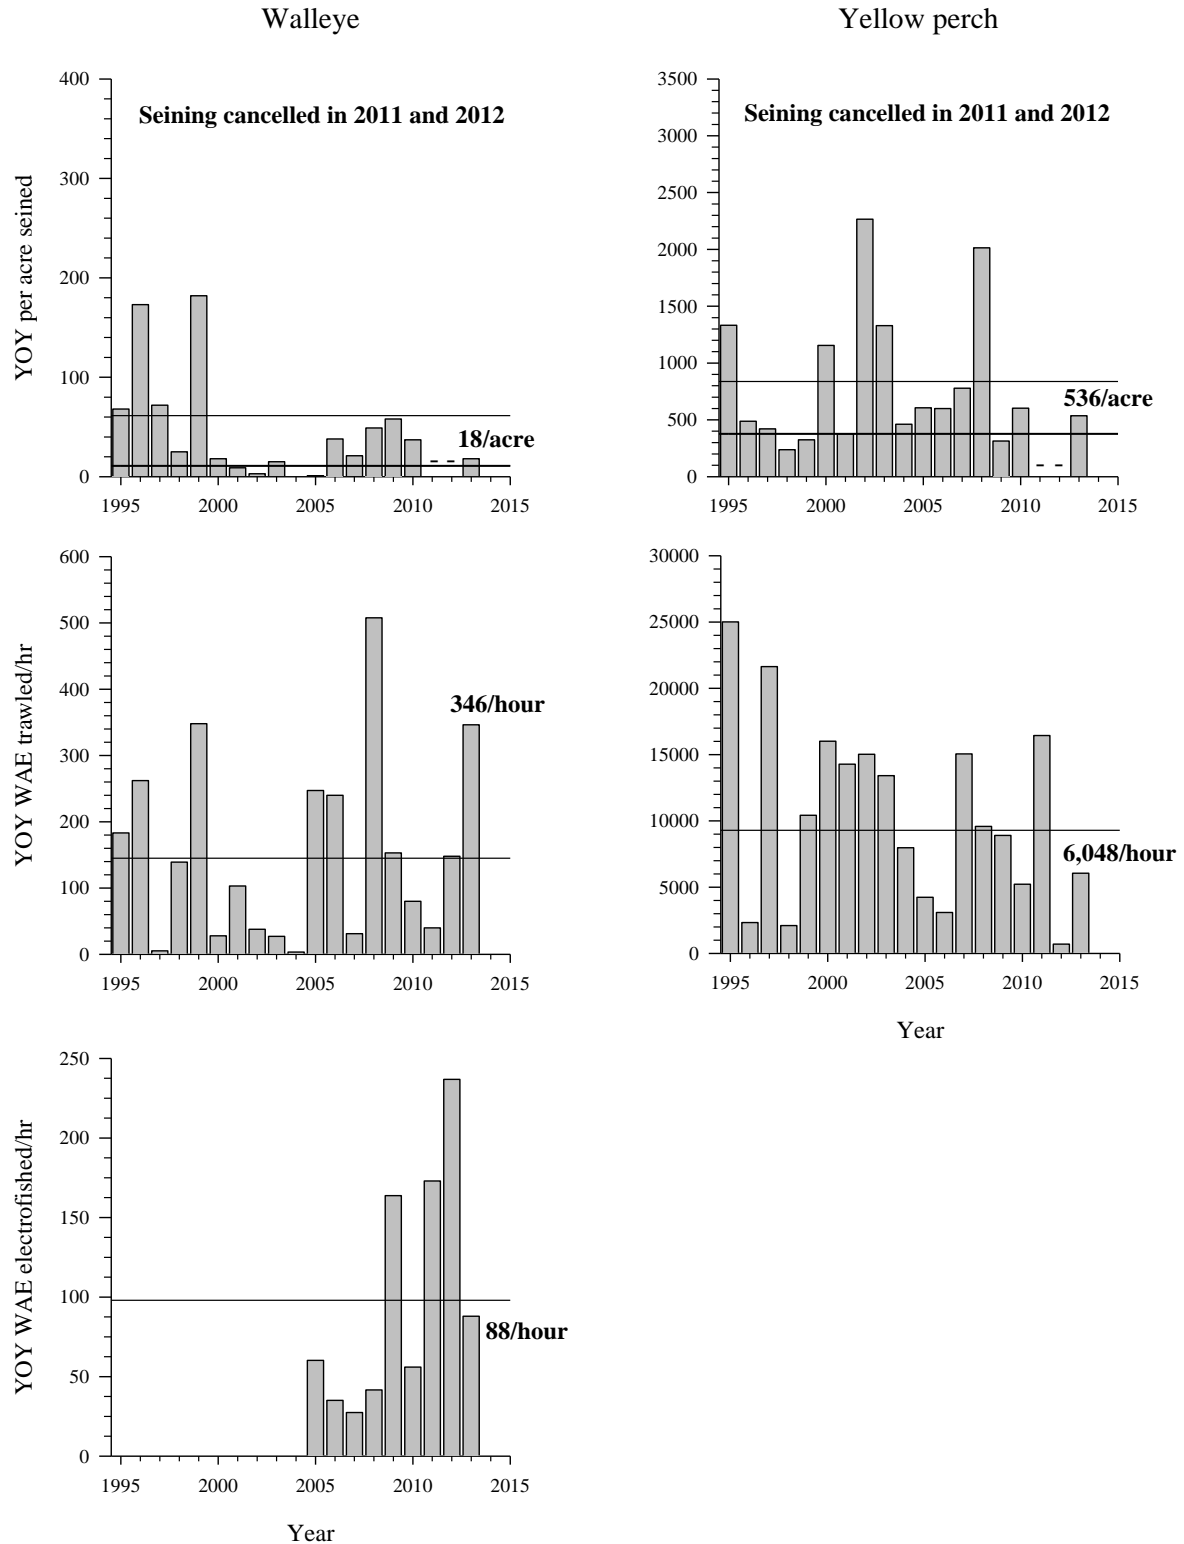 Walleye
Yellow perch
YOY per acre seined
400
300
200
100
0
Seining cancelled in 2011 and 2012
18/acre
1995 2000 2005 2010 2015
3500
3000
2500
2000
1500
1000
500
0
Seining cancelled in 2011 and 2012
536/acre
1995 2000 2005 2010 2015
YOY WAE trawled/hr
600
500
400
300
200
100
0
346/hour
1995 2000 2005 2010 2015
30000
25000
20000
15000
10000
5000
0
6,048/hour
1995 2000 2005 2010 2015
Year
YOY WAE electrofished/hr
250
200
150
100
50
0
88/hour
1995 2000 2005 2010 2015
Year